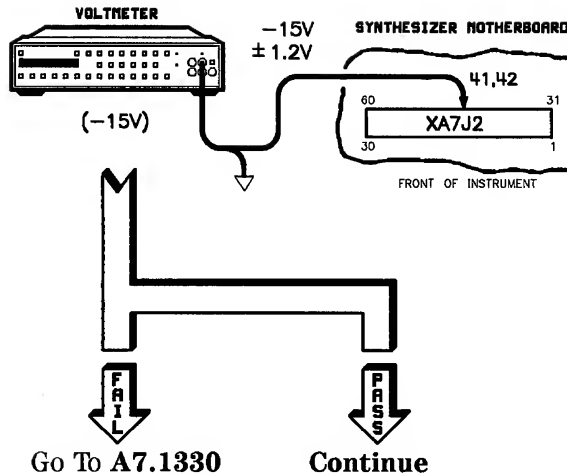 VOLTMETER
-15V
± 1.2V
SYNTHESIZER MOTHERBOARD
41,42
(-15V)
60
31
XA7J2
30
1
FRONT OF INSTRUMENT
FAIL
PASS
Go To A7.1330
Continue